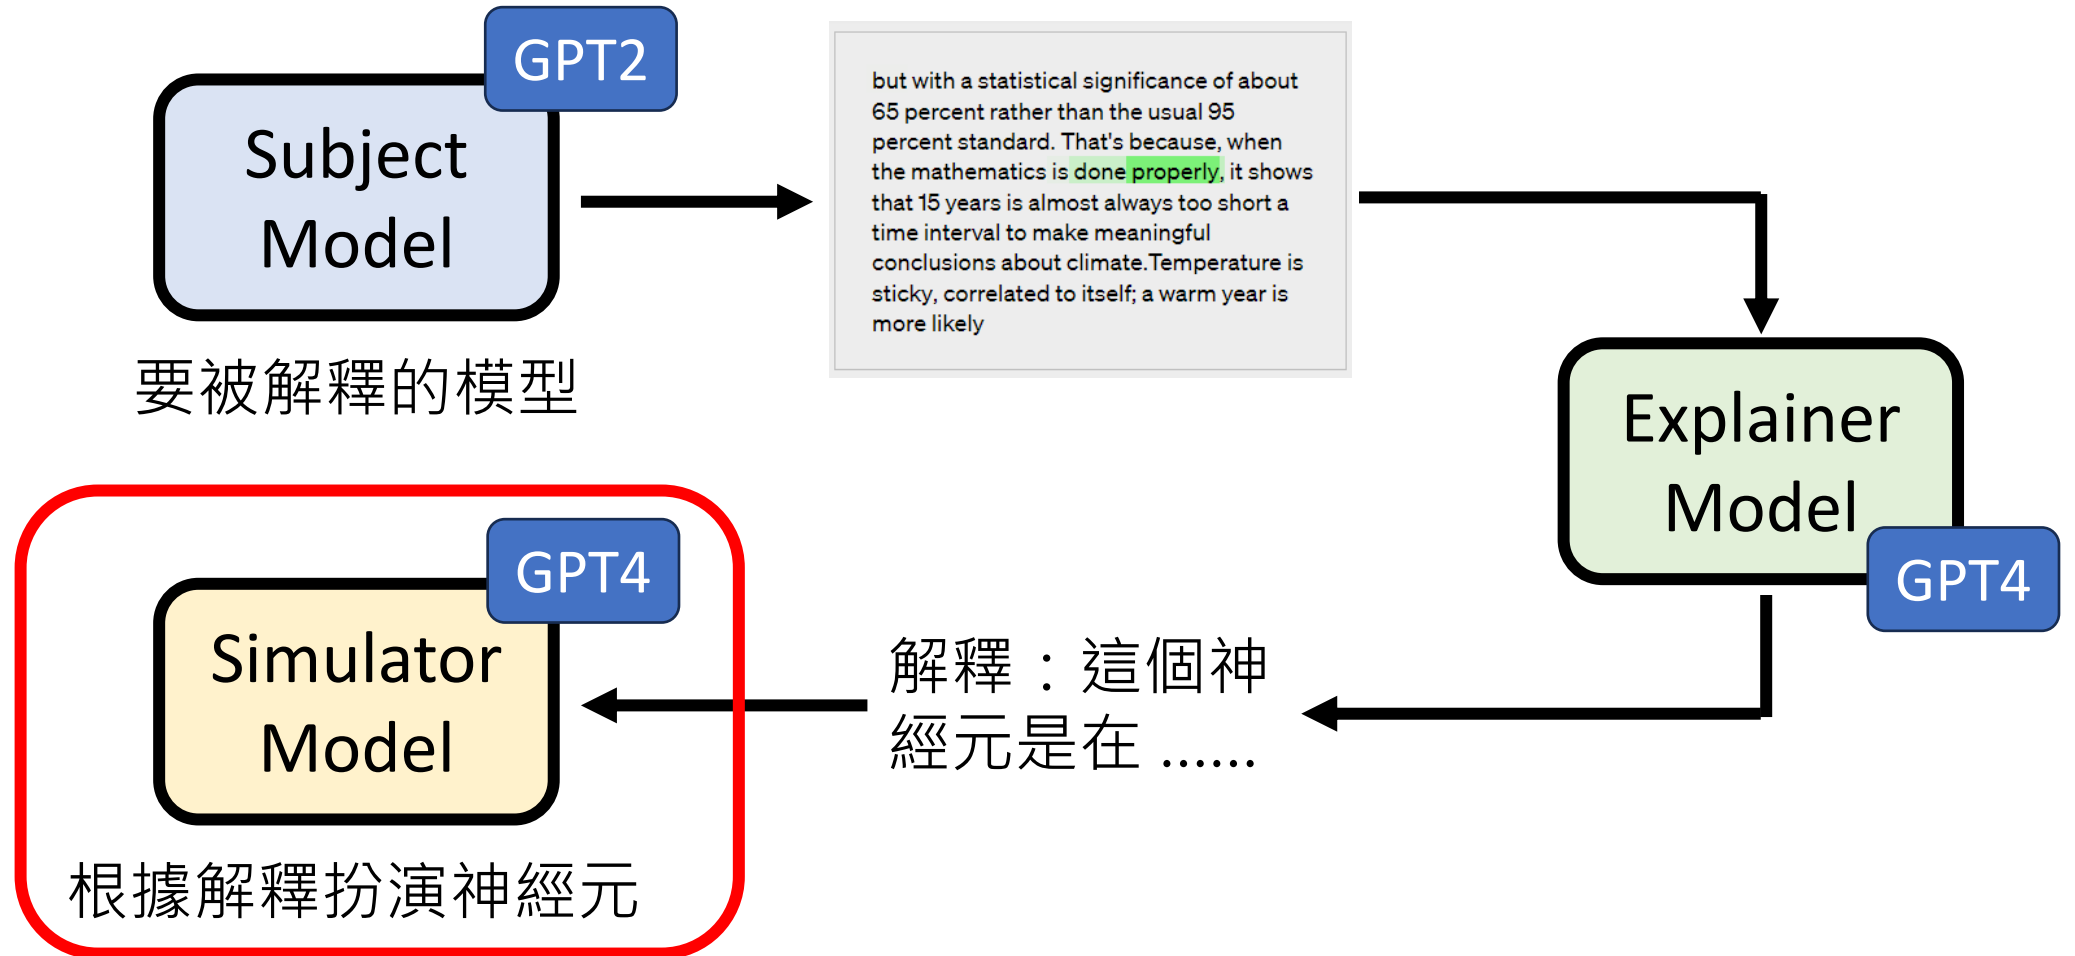 GPT2
Subject
Model
要被解釋的模型
but with a statistical significance of about
65 percent rather than the usual 95
percent standard. That's because, when
the mathematics is done properly, it shows
that 15 years is almost always too short a
time interval to make meaningful
conclusions about climate.Temperature is
sticky, correlated to itself; a warm year is
more likely
Explainer
Model
GPT4
解釋：這個神
經元是在 ......
GPT4
Simulator
Model
根據解釋扮演神經元